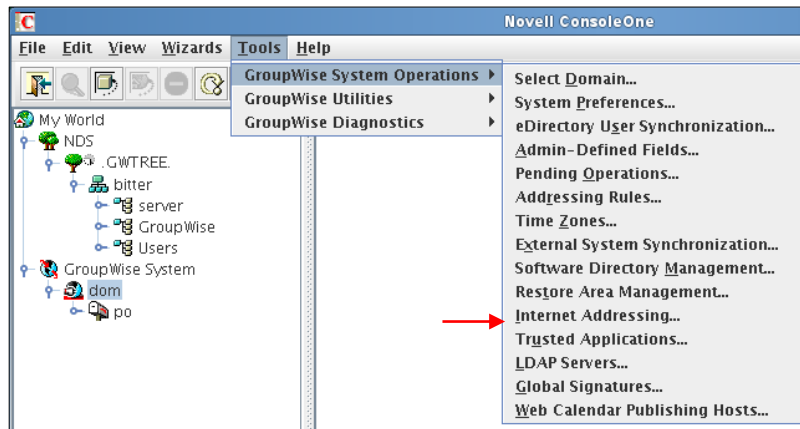 Novell ConsoleOne
File Edit View Wizards Tools Help
GroupWise System Operations
GroupWise Utilities
GroupWise Diagnostics
Select Domain...
System Preferences...
eDirectory User Synchronization...
Admin-Defined Fields...
Pending Operations...
Addressing Rules...
Time Zones...
External System Synchronization...
Software Directory Management...
Restore Area Management...
Internet Addressing...
Trusted Applications...
LDAP Servers...
Global Signatures...
Web Calendar Publishing Hosts...
My World
NDS
.GWTREE.
bitter
server
GroupWise
Users
GroupWise System
dom
po